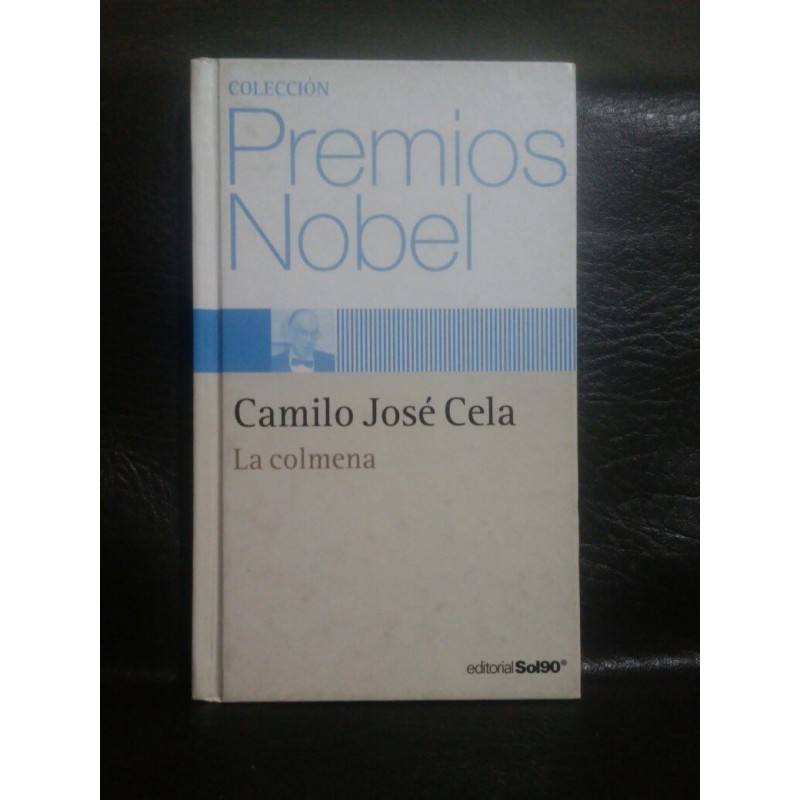 COLECCIÓN
Premios
Nobel
Camilo José Cela
La colmena
editorial Sol90®